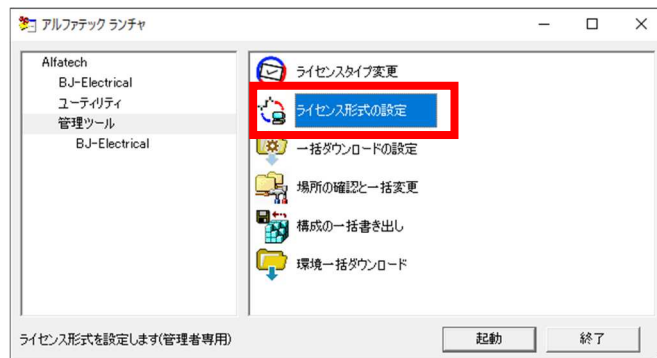 アルファテック ランチャ
Alfatech
BJ-Electrical
ユーティリティ
管理ツール
BJ-Electrical
ライセンスタイプ変更
ライセンス形式の設定
一括ダウンロードの設定
場所の確認と一括変更
構成の一括書き出し
環境一括ダウンロード
ライセンス形式を設定します(管理者専用)
起動
終了